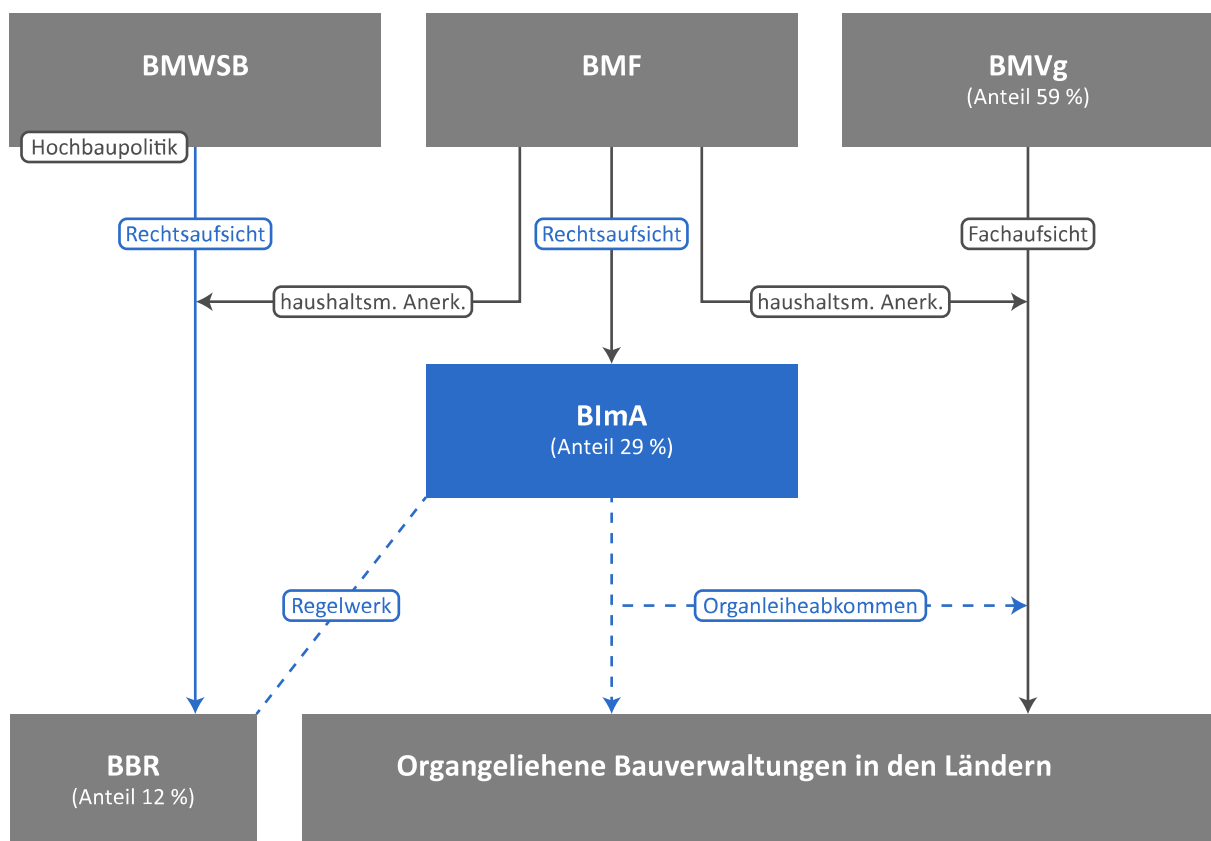 BMWSB
BMF
BMVg
(Anteil 59 %)
Hochbaupolitik
Rechtsaufsicht
Rechtsaufsicht
Fachaufsicht
haushaltsm. Anerk.
haushaltsm. Anerk.
BImA
(Anteil 29 %)
Regelwerk
Organleiheabkommen
BBR
(Anteil 12 %)
Organgeliehene Bauverwaltungen in den Ländern